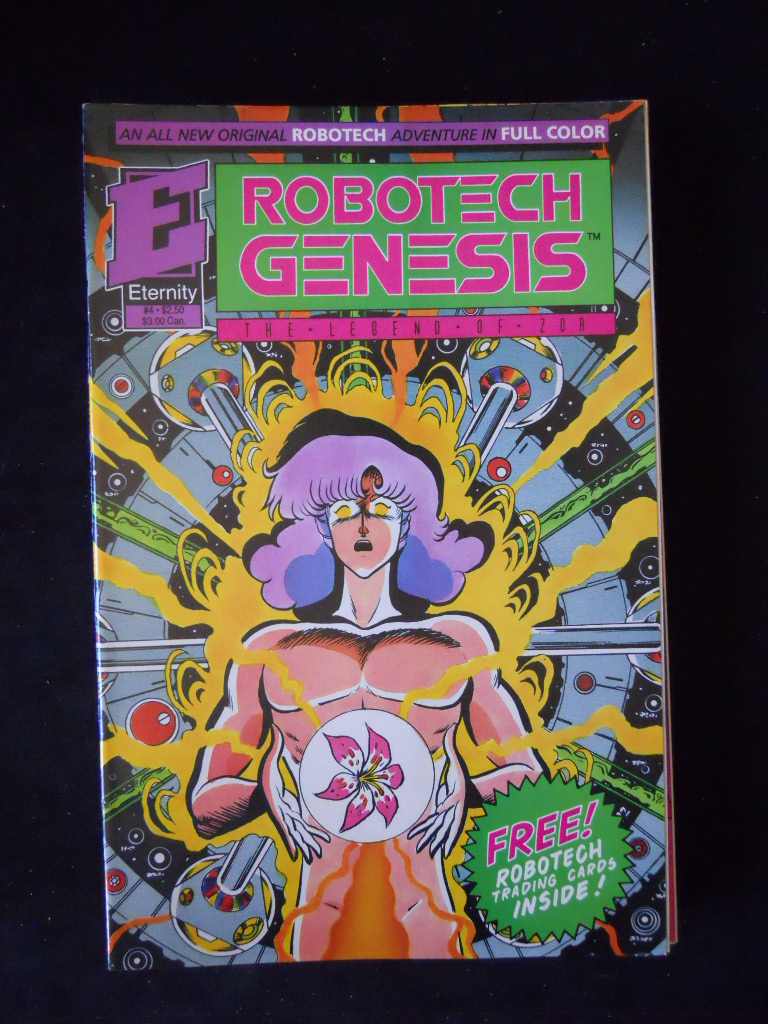 AN ALL NEW ORIGINAL ROBOTECH ADVENTURE IN FULL COLOR
E
Eternity
#4 • $2.50
$3.00 Can.
ROBOTECH
GENESIS™
THE • LEGEND • OF • ZOR
FREE!
ROBOTECH
TRADING CARDS
INSIDE!